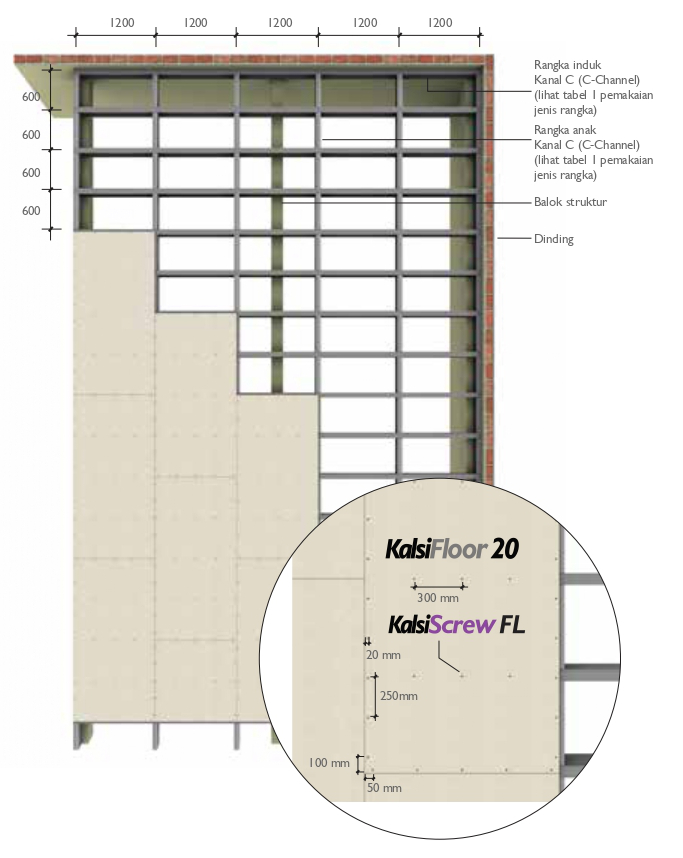 1200 1200 1200 1200 1200
600
600
600
600
Rangka induk
Kanal C (C-Channel)
(lihat tabel 1 pemakaian
jenis rangka)
Rangka anak
Kanal C (C-Channel)
(lihat tabel 1 pemakaian
jenis rangka)
Balok struktur
Dinding
KalsiFloor 20
300 mm
KalsiScrew FL
20 mm
250mm
100 mm
50 mm